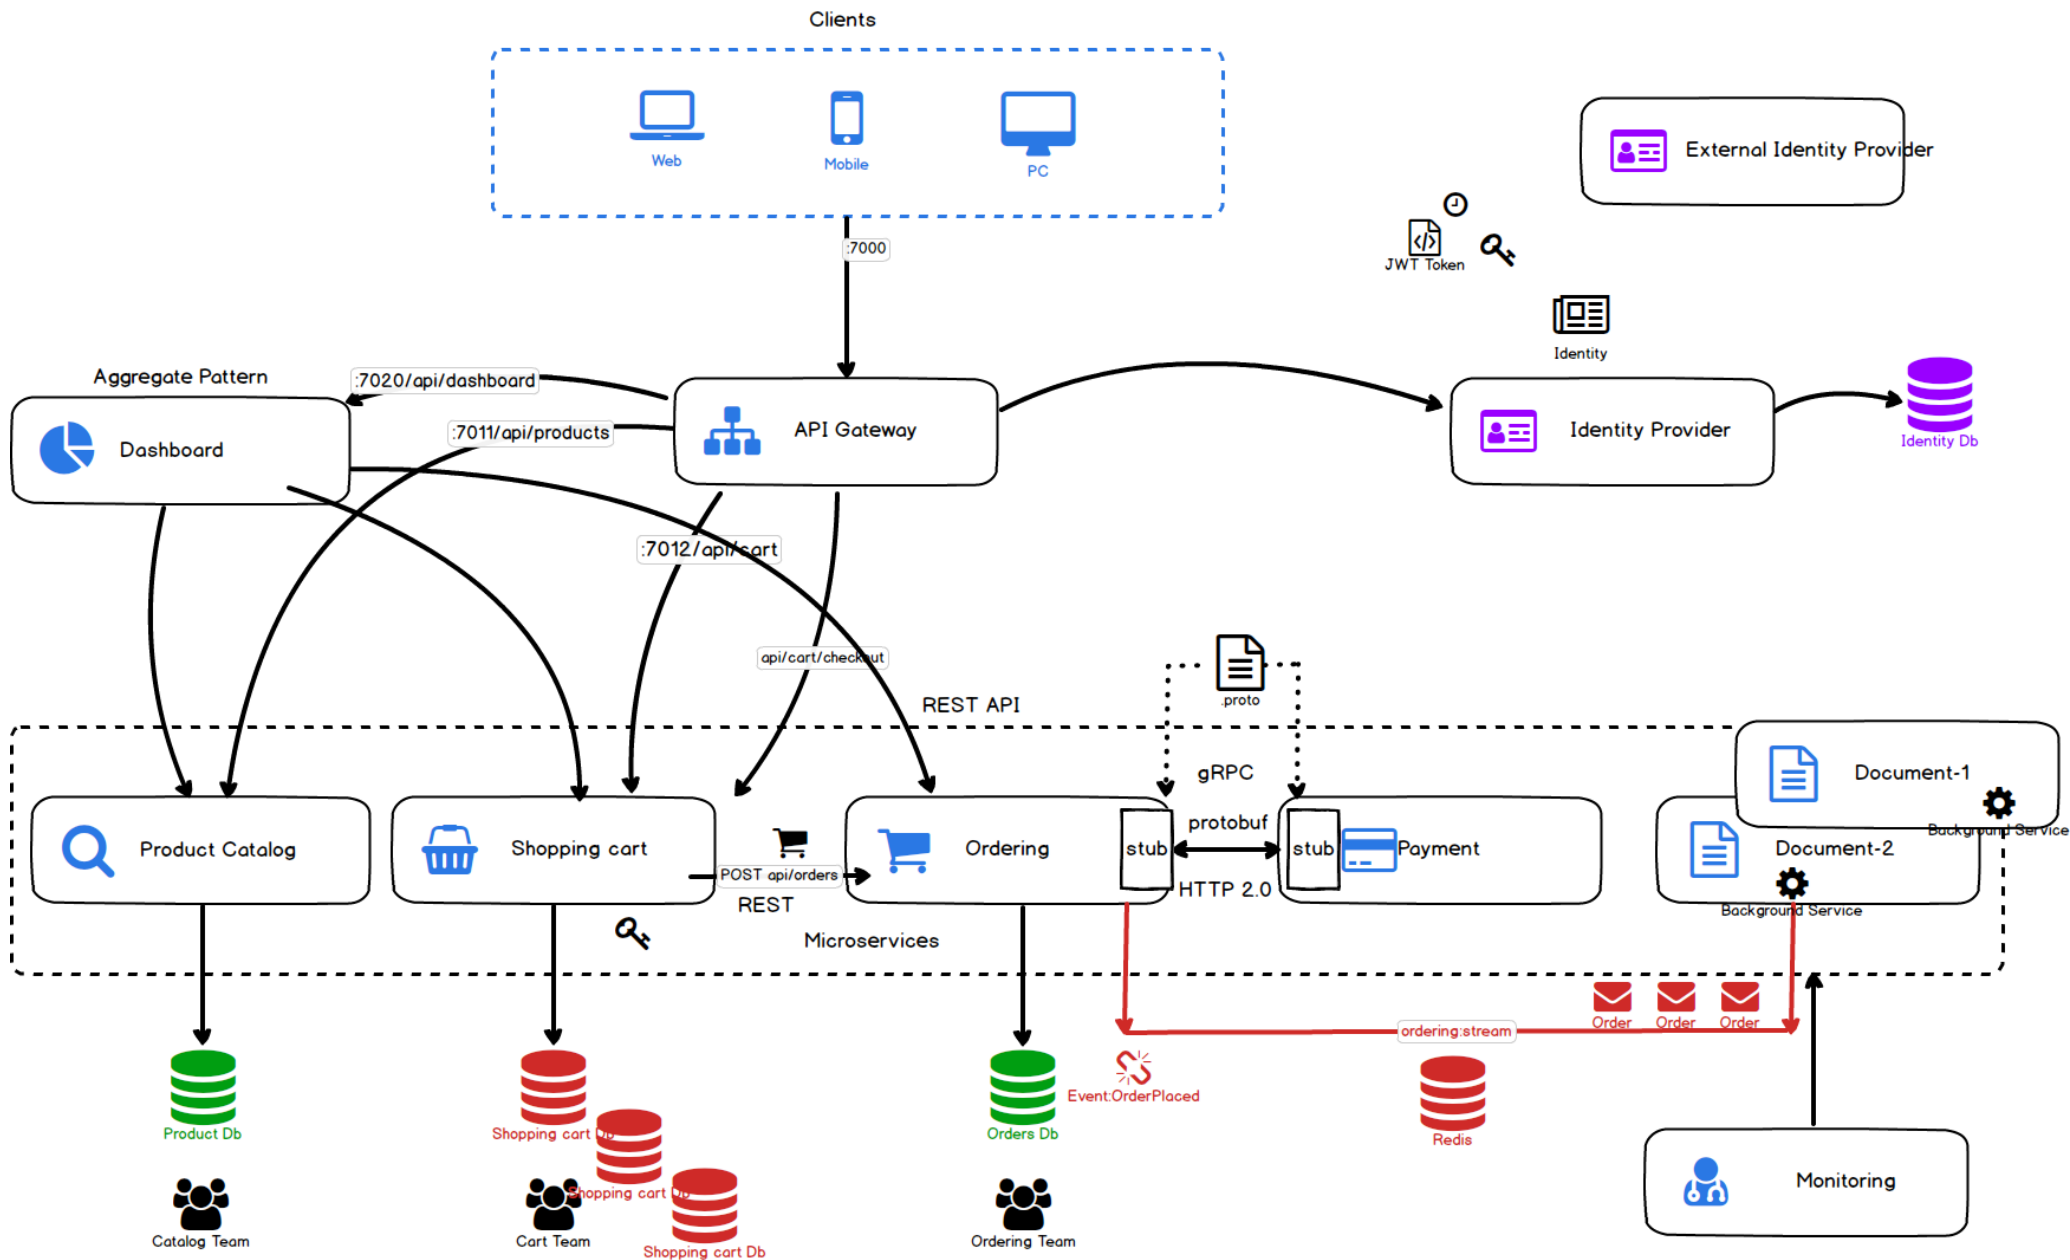 Clients
Web
Mobile
PC
External Identity Provider
:7000
JWT Token
Identity
Aggregate Pattern
:7020/api/dashboard
Dashboard
:7011/api/products
API Gateway
Identity Provider
Identity Db
:7012/api/cart
api/cart/checkout
REST API
.proto
gRPC
Document-1
Background Service
Product Catalog
Shopping cart
POST api/orders
REST
Ordering
stub
protobuf
HTTP 2.0
stub
Payment
Document-2
Background Service
Microservices
Order
Order
Order
ordering:stream
Product Db
Shopping cart Db
Shopping cart Db
Shopping cart Db
Orders Db
Event:OrderPlaced
Redis
Monitoring
Catalog Team
Cart Team
Ordering Team